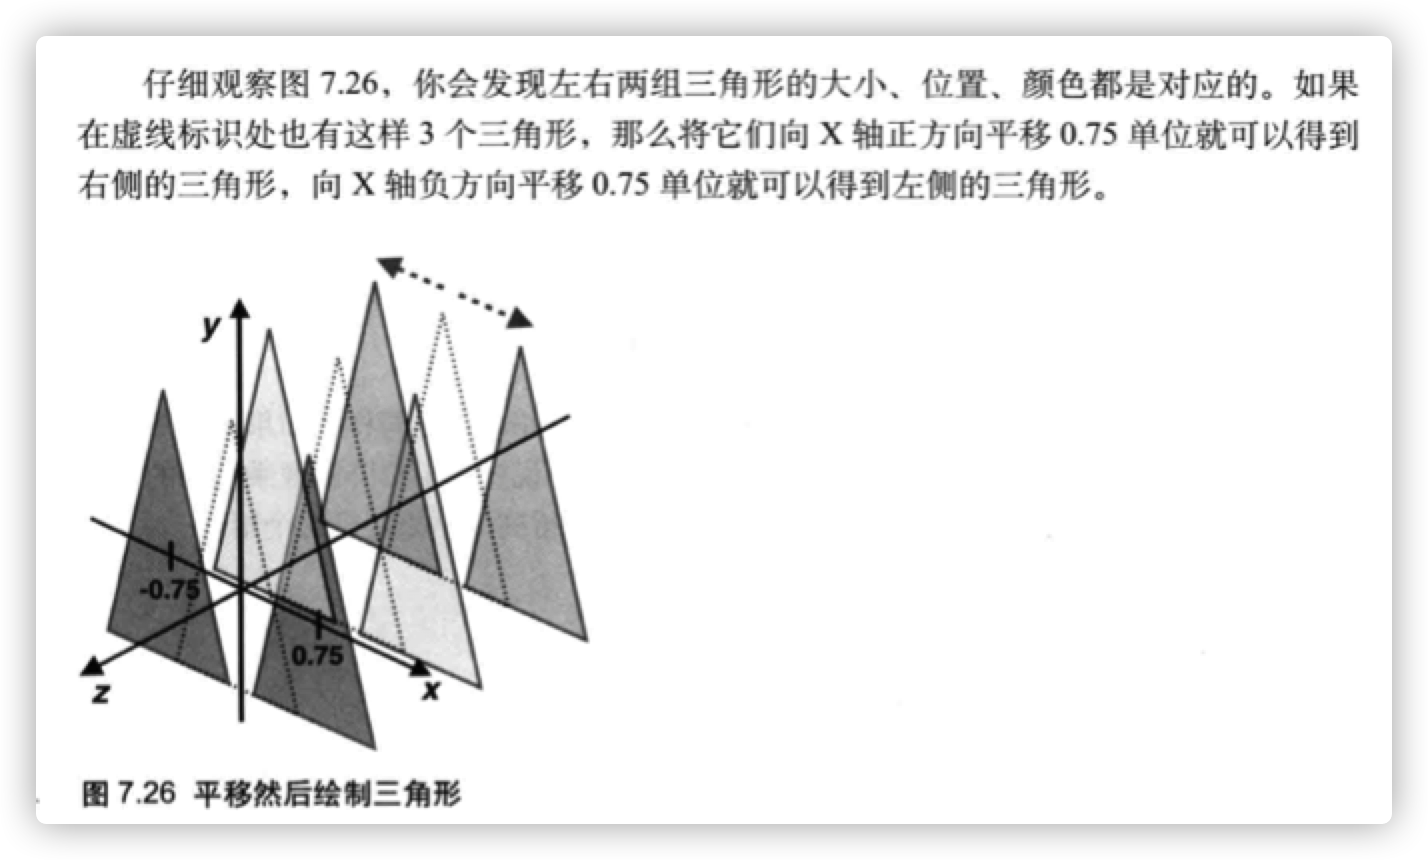 仔细观察图 7.26，你会发现左右两组三角形的大小、位置、颜色都是对应的。如果
在虚线标识处也有这样 3 个三角形，那么将它们向 X 轴正方向平移 0.75 单位就可以得到
右侧的三角形，向 X 轴负方向平移 0.75 单位就可以得到左侧的三角形。
y
-0.75
0.75
z
x
图 7.26 平移然后绘制三角形